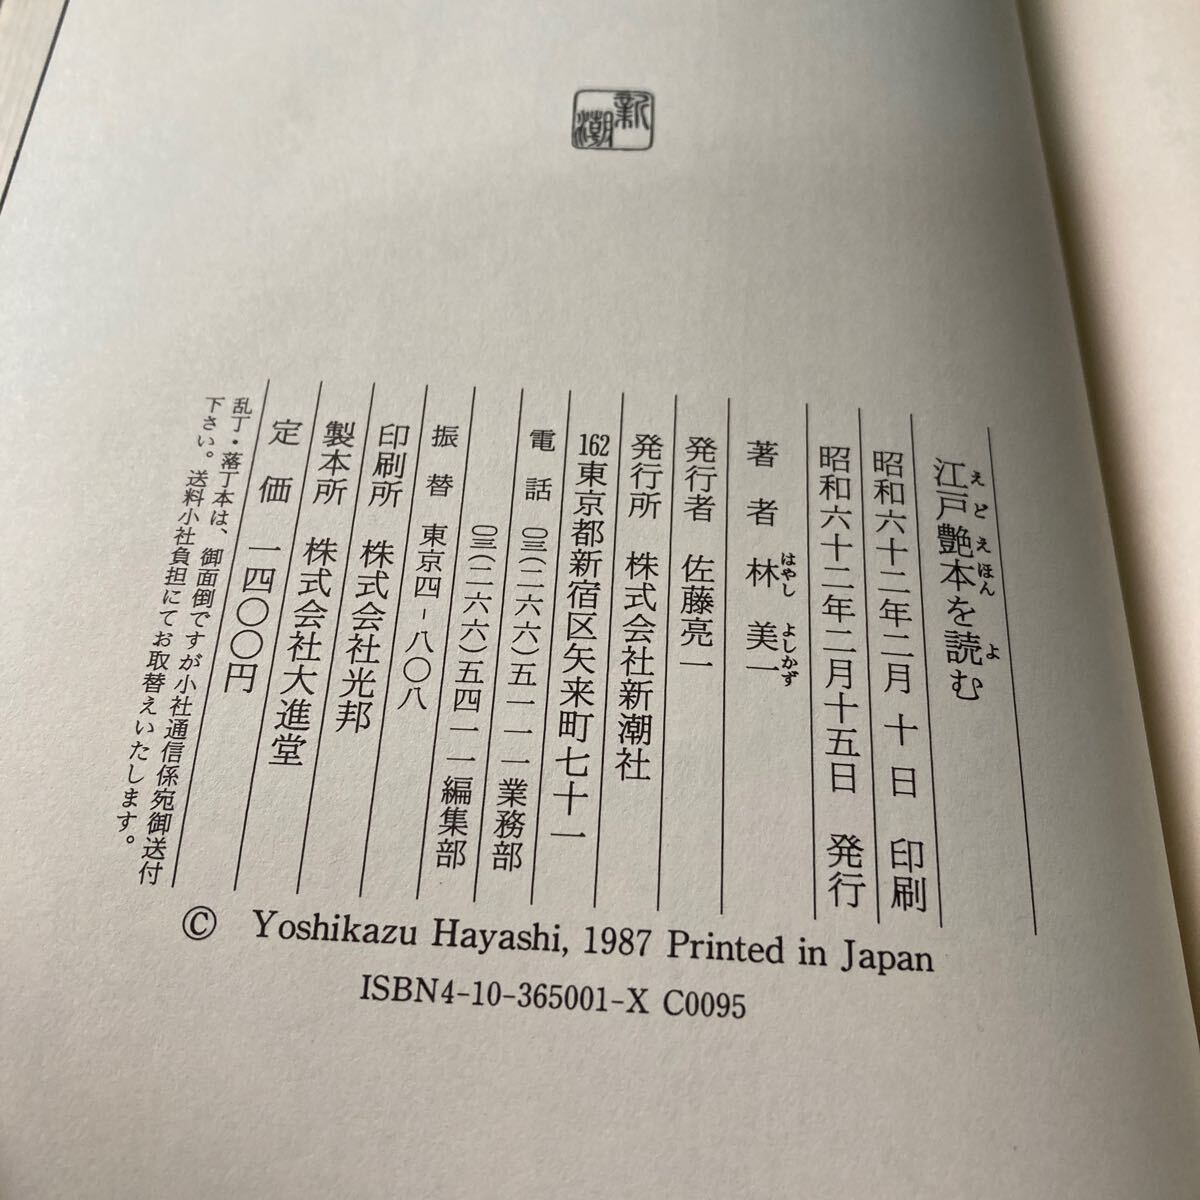 新潮
江戸艶本を読む
えどえほん よ
昭和六十二年二月 十 日 印刷
昭和六十二年二月十五日 発行
著 者 林 美一
はやし よしかず
発行者 佐藤亮一
発行所 株式会社新潮社
162東京都新宿区矢来町七十一
電 話 〇三(二六六)五一一一業務部
〇三(二六六)五四一一編集部
振 替 東京四-八〇八
印刷所 株式会社光邦
製本所 株式会社大進堂
定 価 一四〇〇円
乱丁・落丁本は、御面倒ですが小社通信係宛御送付
下さい。送料小社負担にてお取替えいたします。
© Yoshikazu Hayashi, 1987 Printed in Japan
ISBN4-10-365001-X C0095